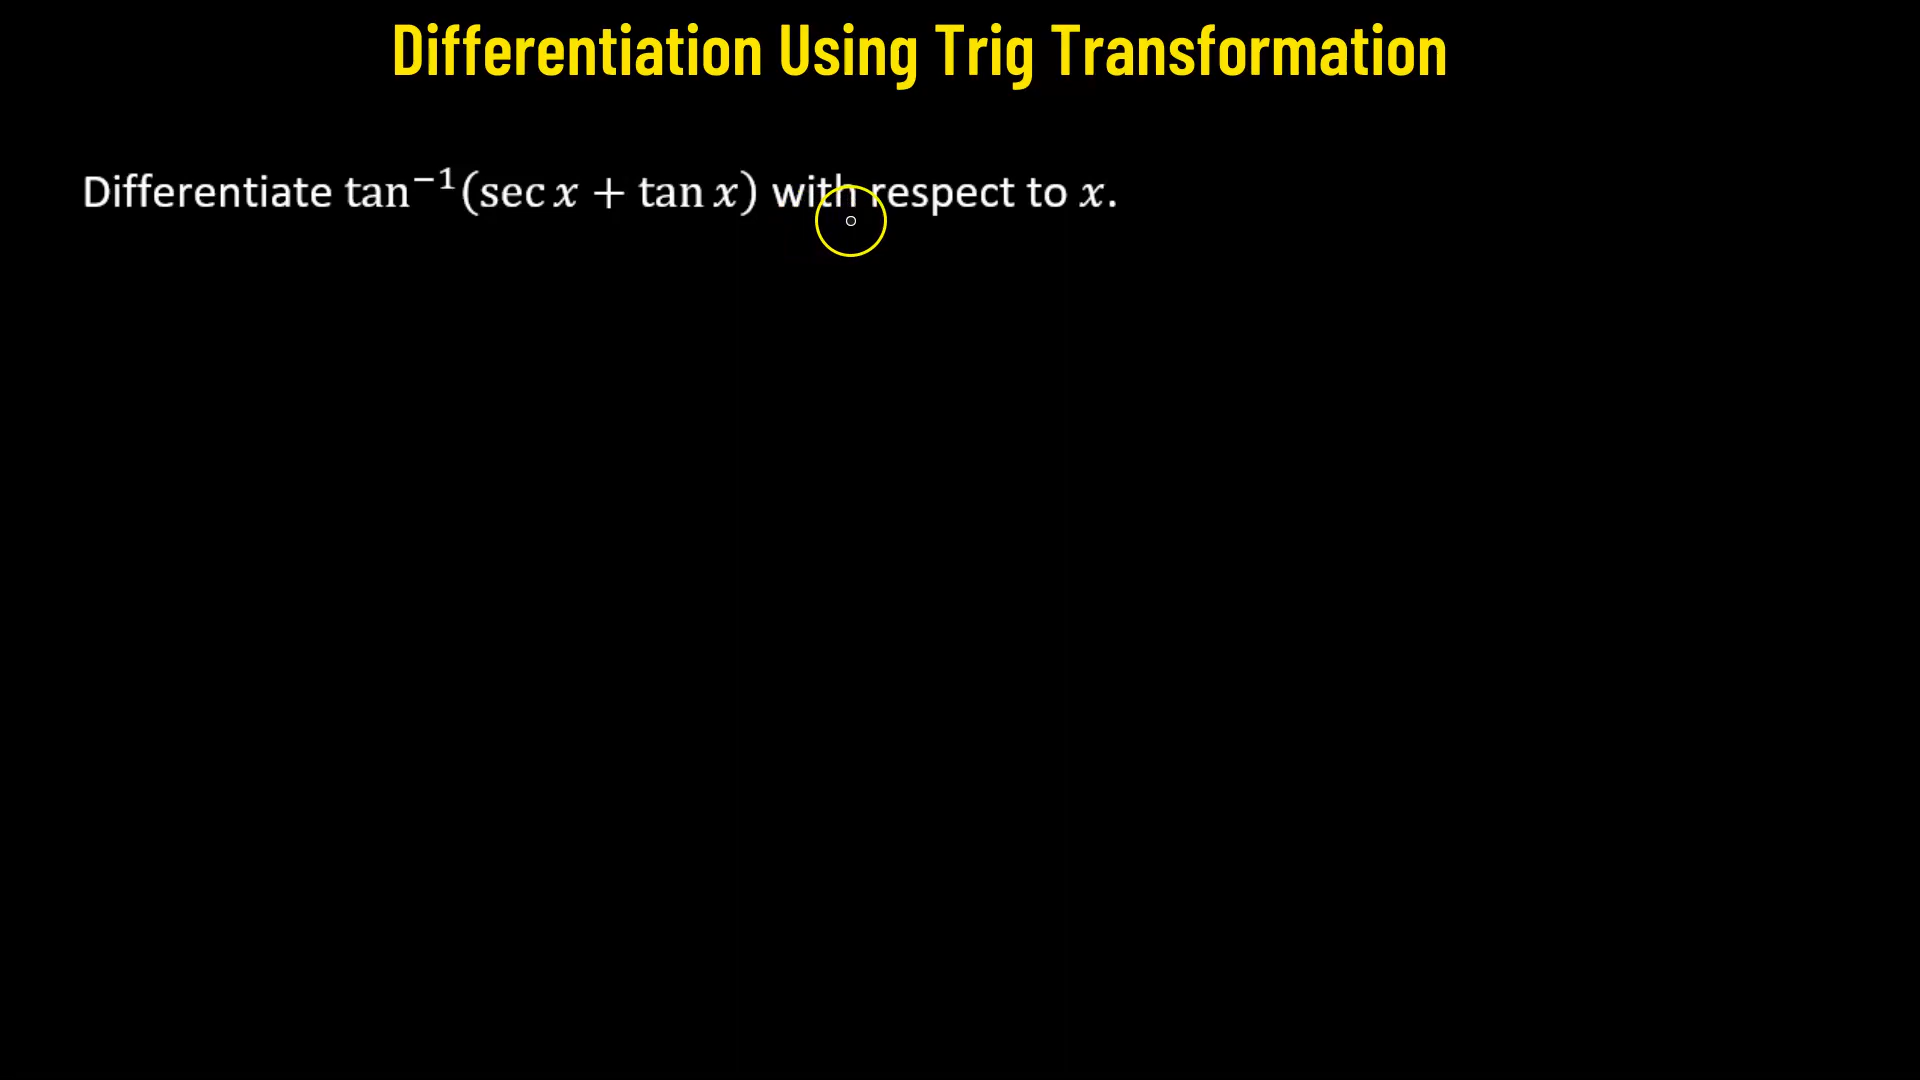 Differentiation Using Trig Transformation
Differentiate tan⁻¹(sec x + tan x) with respect to x.